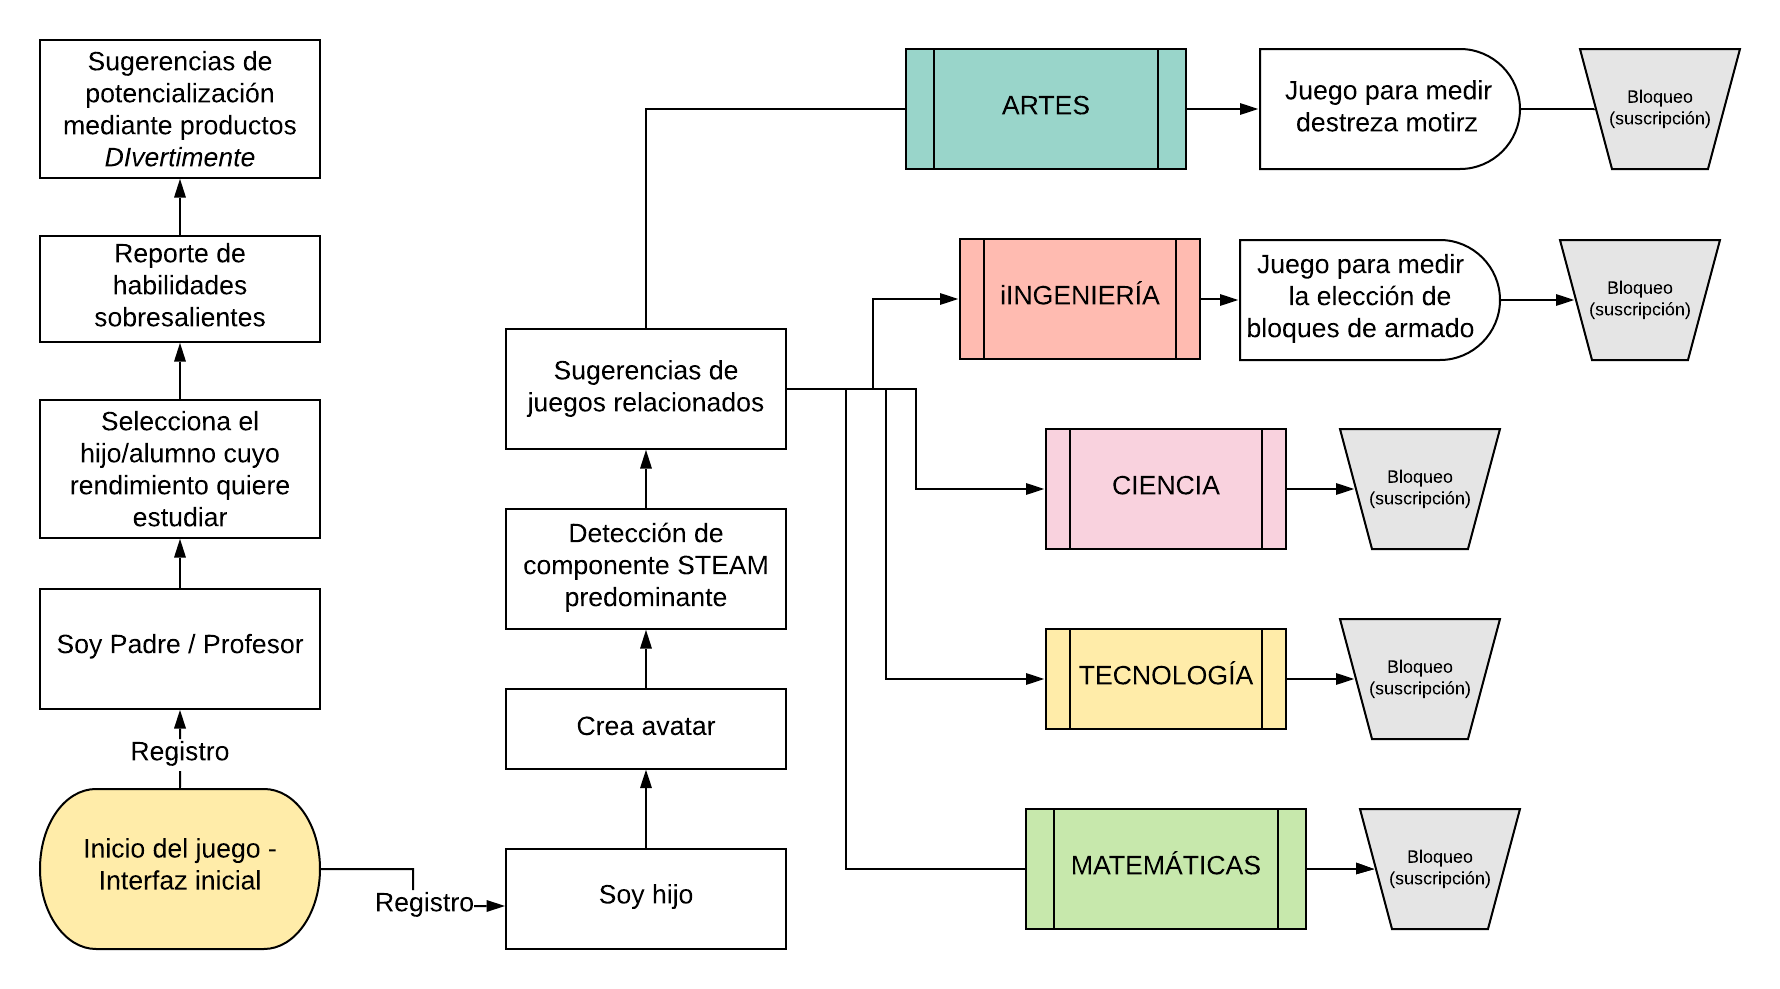 Sugerencias de
potencialización
mediante productos
DIvertimente
Reporte de
habilidades
sobresalientes
Selecciona el
hijo/alumno cuyo
rendimiento quiere
estudiar
Soy Padre / Profesor
Registro
Inicio del juego -
Interfaz inicial
Registro
Soy hijo
Crea avatar
Detección de
componente STEAM
predominante
Sugerencias de
juegos relacionados
ARTES
Juego para medir
destreza motirz
Bloqueo
(suscripción)
iINGENIERÍA
Juego para medir
la elección de
bloques de armado
Bloqueo
(suscripción)
CIENCIA
Bloqueo
(suscripción)
TECNOLOGÍA
Bloqueo
(suscripción)
MATEMÁTICAS
Bloqueo
(suscripción)